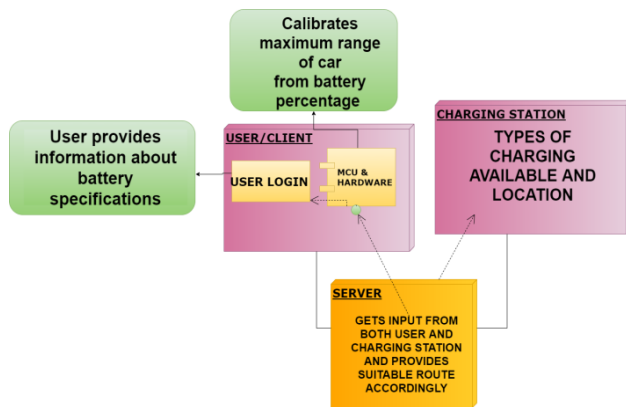 Calibrates
maximum range
of car
from battery
percentage
User provides
information about
battery
specifications
USER/CLIENT
USER LOGIN
MCU &
HARDWARE
CHARGING STATION
TYPES OF
CHARGING
AVAILABLE AND
LOCATION
SERVER
GETS INPUT FROM
BOTH USER AND
CHARGING STATION
AND PROVIDES
SUITABLE ROUTE
ACCORDINGLY